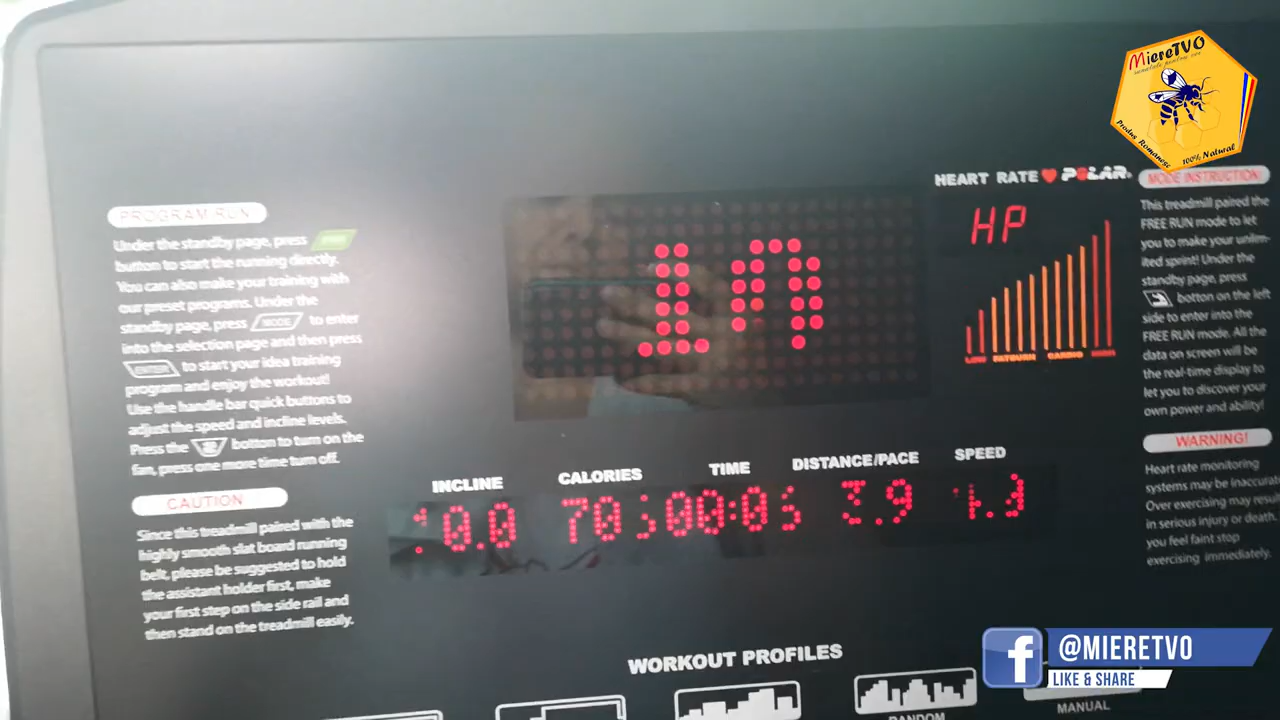 MiereTVO
Produs Romanesc
100% Natural
HEART RATE POLAR
HP
LOW FATBURN CARDIO HIGH
PROGRAM RUN
Under the standby page, press
button to start the running directly.
You can also make your training with
our preset programs. Under the
standby page, press MODE to enter
into the selection page and then press
ENTER to start your idea training
program and enjoy the workout!
Use the handle bar quick buttons to
adjust the speed and incline levels.
Press the button to turn on the
fan, press one more time turn off.
CAUTION
Since this treadmill paired with the
highly smooth slat board running
belt, please be suggested to hold
the assistant holder first, make
your first step on the side rail and
then stand on the treadmill easily.
INCLINE CALORIES TIME DISTANCE/PACE SPEED
0.0 70 00:0 3.9
MODE INSTRUCTION
This treadmill paired the
FREE RUN mode to let
you to make your unlim-
ited sprint! Under the
standby page, press
botton on the left
side to enter into the
FREE RUN mode. All the
data on screen will be
the real-time display to
let you to discover your
own power and ability!
WARNING!
Heart rate monitoring
systems may be inaccurat
Over exercising may resul
in serious injury or death.
you feel faint stop
exercising immediately.
WORKOUT PROFILES
RANDOM
MANUAL
f @MIERETVO
LIKE & SHARE